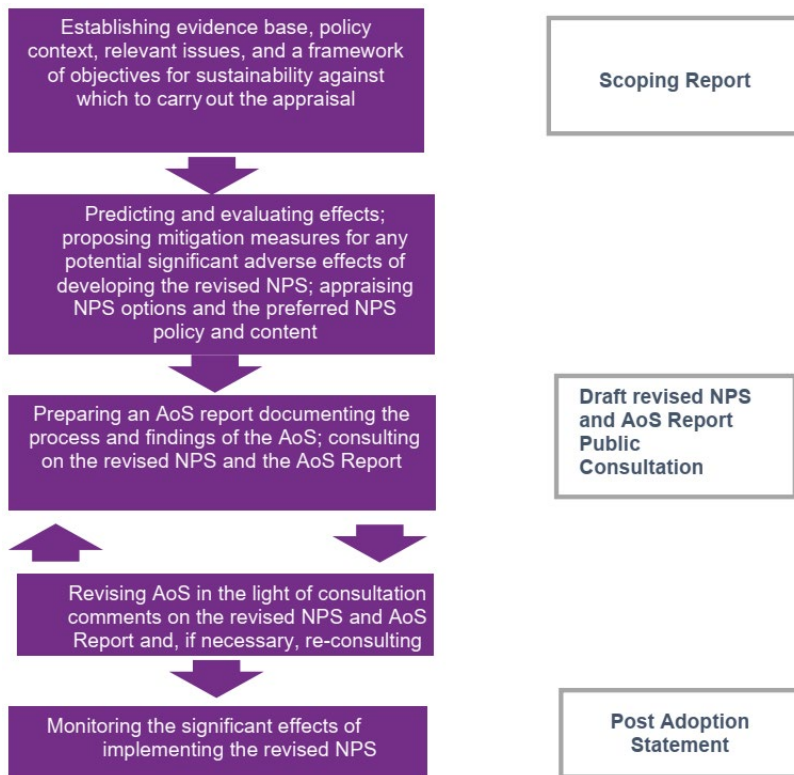 Establishing evidence base, policy
context, relevant issues, and a framework
of objectives for sustainability against
which to carry out the appraisal
Scoping Report
Predicting and evaluating effects;
proposing mitigation measures for any
potential significant adverse effects of
developing the revised NPS; appraising
NPS options and the preferred NPS
policy and content
Preparing an AoS report documenting the
process and findings of the AoS; consulting
on the revised NPS and the AoS Report
Draft revised NPS
and AoS Report
Public
Consultation
Revising AoS in the light of consultation
comments on the revised NPS and AoS
Report and, if necessary, re-consulting
Monitoring the significant effects of
implementing the revised NPS
Post Adoption
Statement